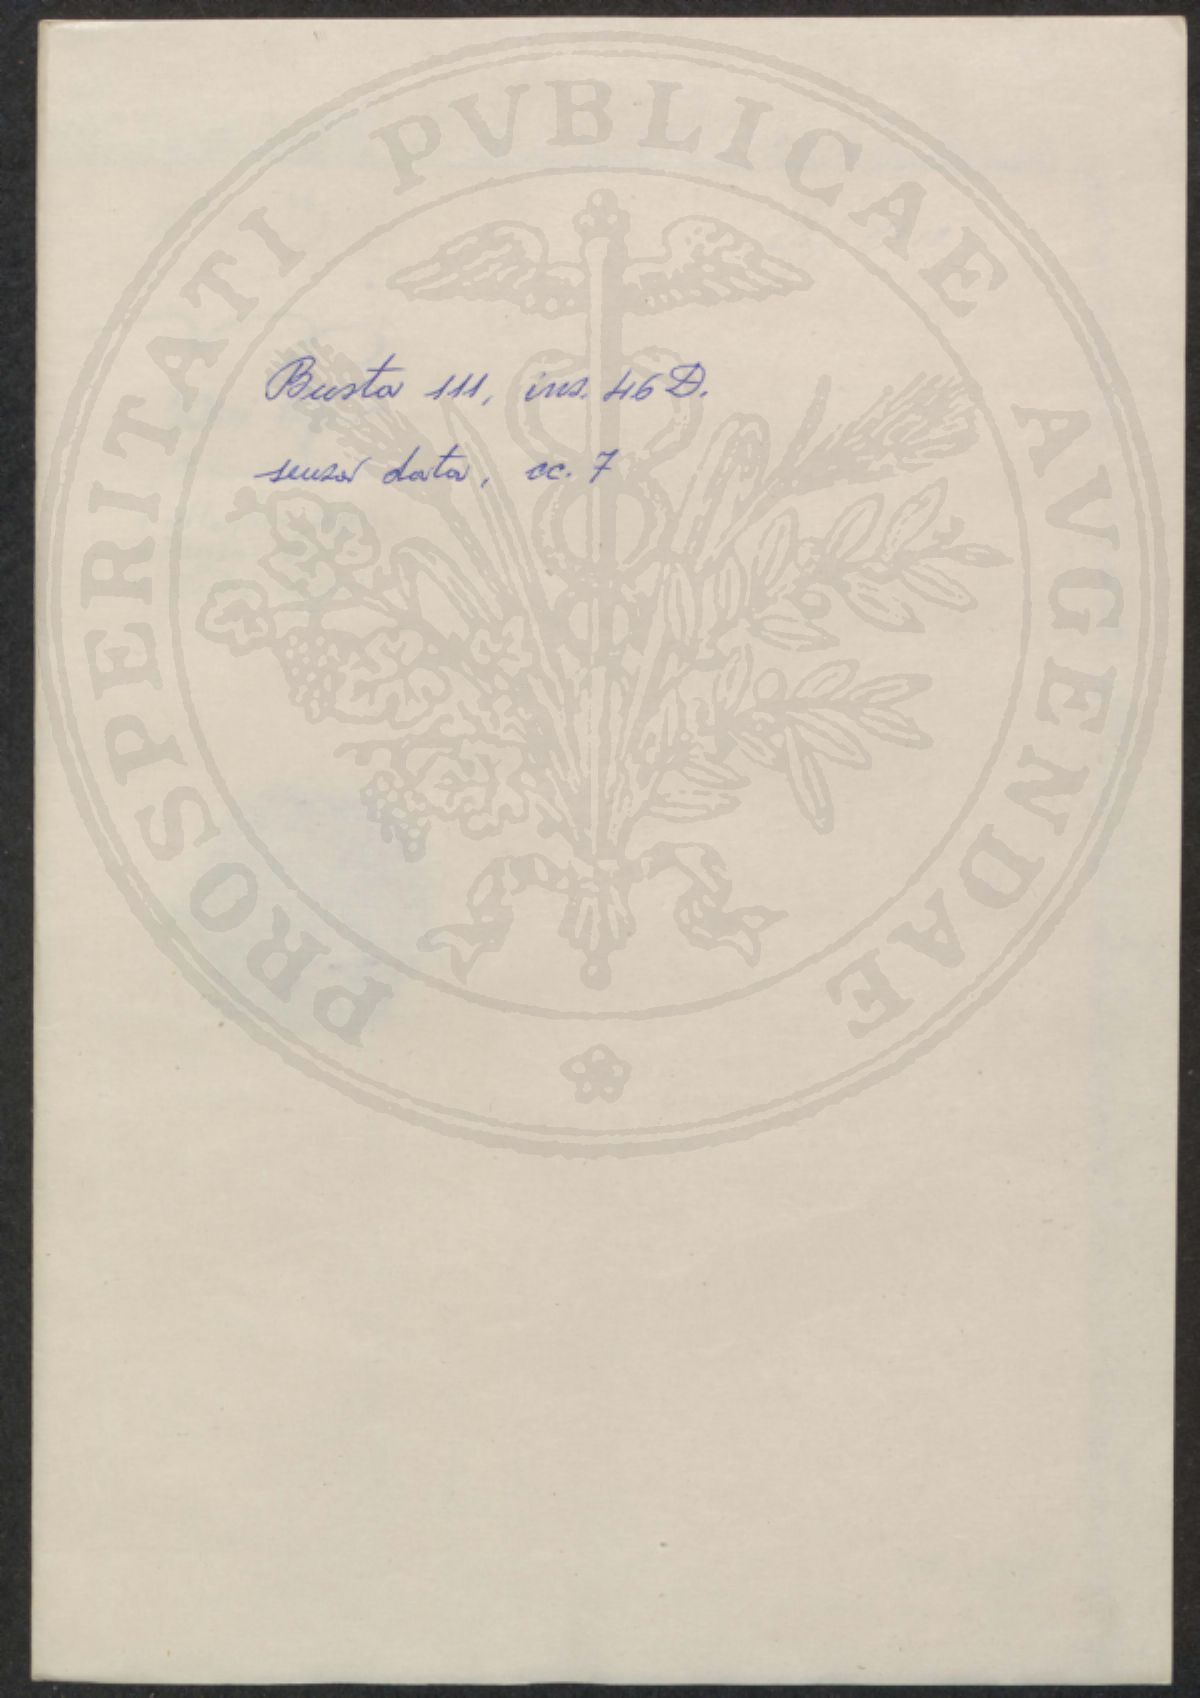 PROSPERITATI PVBLICAE AVGENDAE
Busta 111, ins. 46 D.
senza data, cc. 7